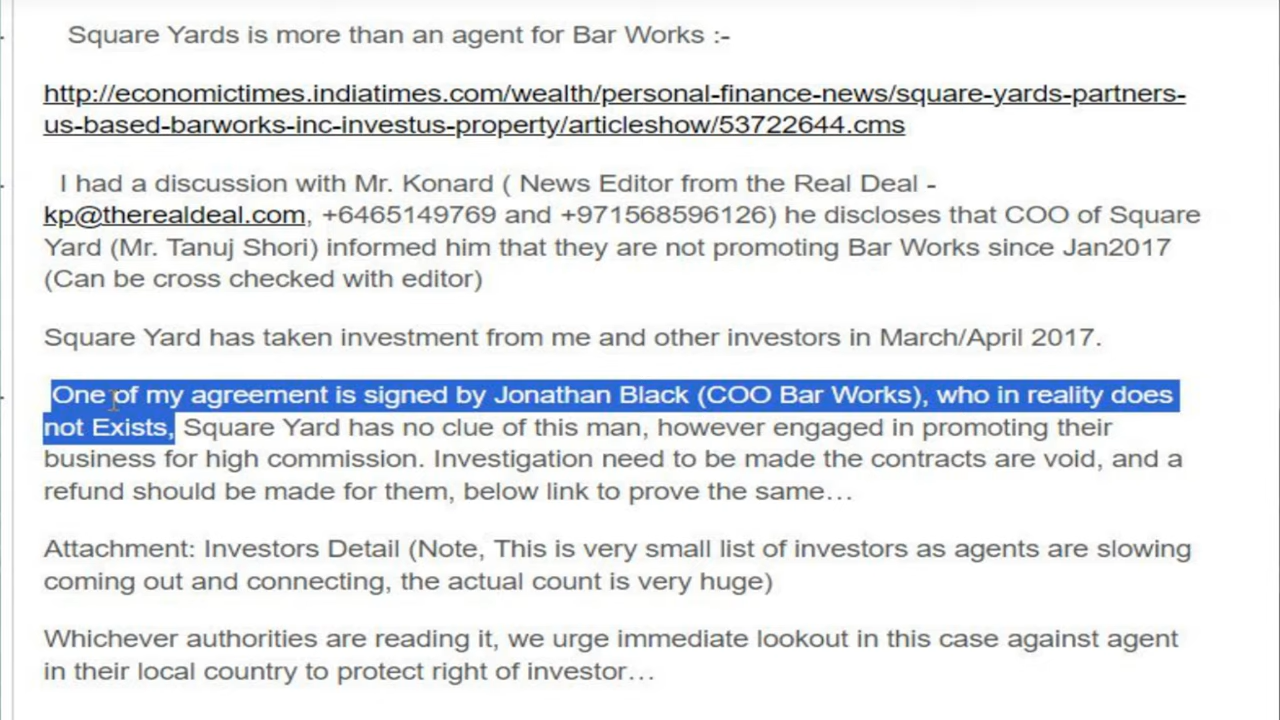 Square Yards is more than an agent for Bar Works :-
http://economictimes.indiatimes.com/wealth/personal-finance-news/square-yards-partners-
us-based-barworks-inc-investus-property/articleshow/53722644.cms
I had a discussion with Mr. Konard ( News Editor from the Real Deal -
kp@therealdeal.com, +6465149769 and +971568596126) he discloses that COO of Square
Yard (Mr. Tanuj Shori) informed him that they are not promoting Bar Works since Jan2017
(Can be cross checked with editor)
Square Yard has taken investment from me and other investors in March/April 2017.
One of my agreement is signed by Jonathan Black (COO Bar Works), who in reality does
not Exists, Square Yard has no clue of this man, however engaged in promoting their
business for high commission. Investigation need to be made the contracts are void, and a
refund should be made for them, below link to prove the same…
Attachment: Investors Detail (Note, This is very small list of investors as agents are slowing
coming out and connecting, the actual count is very huge)
Whichever authorities are reading it, we urge immediate lookout in this case against agent
in their local country to protect right of investor…